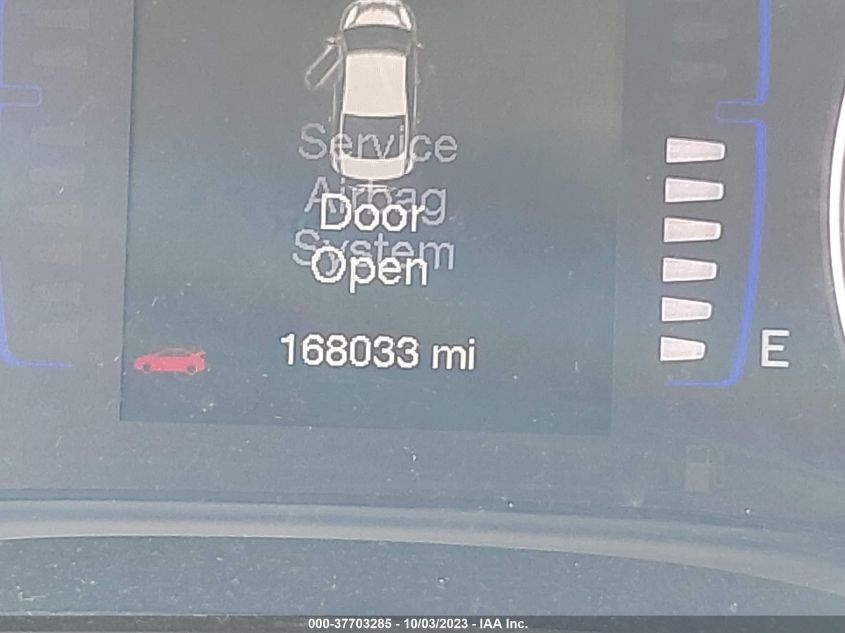 Service
Airbag
Door
System
Open
168033 mi
E
000-37703285 - 10/03/2023 - IAA Inc.